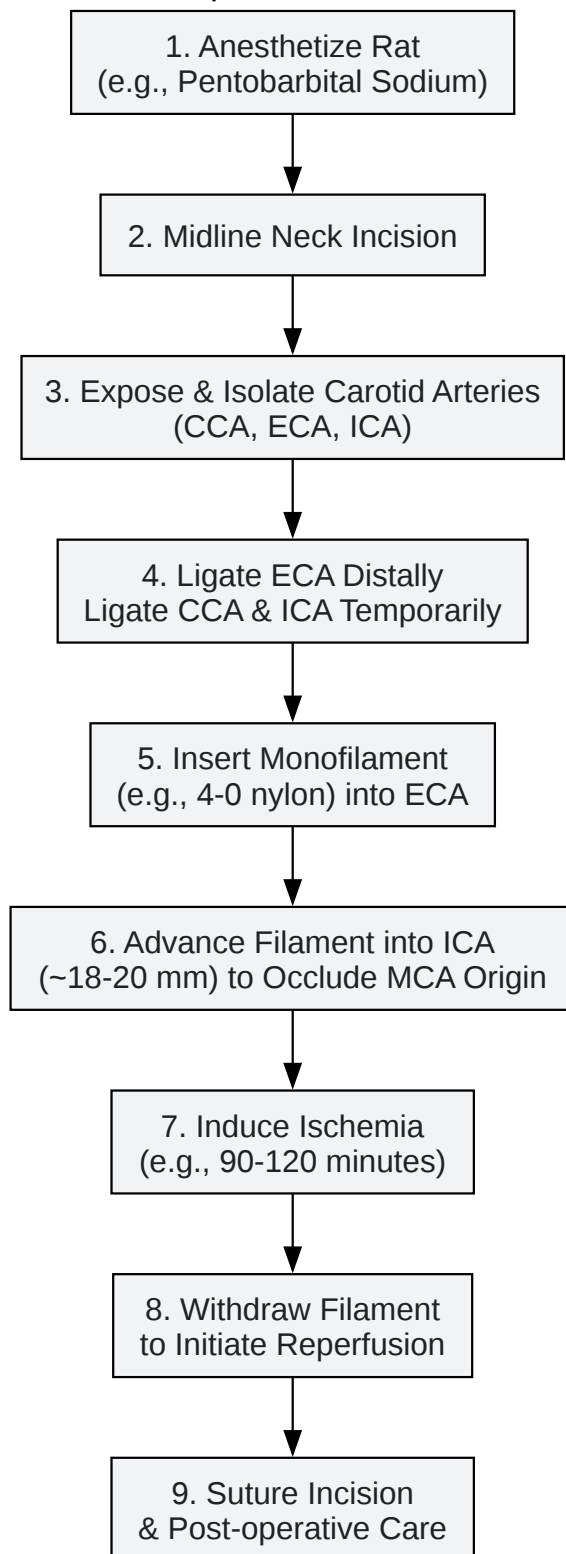 1. Anesthetize Rat
(e.g., Pentobarbital Sodium)
2. Midline Neck Incision
3. Expose & Isolate Carotid Arteries
(CCA, ECA, ICA)
4. Ligate ECA Distally
Ligate CCA & ICA Temporarily
5. Insert Monofilament
(e.g., 4-0 nylon) into ECA
6. Advance Filament into ICA
(~18-20 mm) to Occlude MCA Origin
7. Induce Ischemia
(e.g., 90-120 minutes)
8. Withdraw Filament
to Initiate Reperfusion
9. Suture Incision
& Post-operative Care